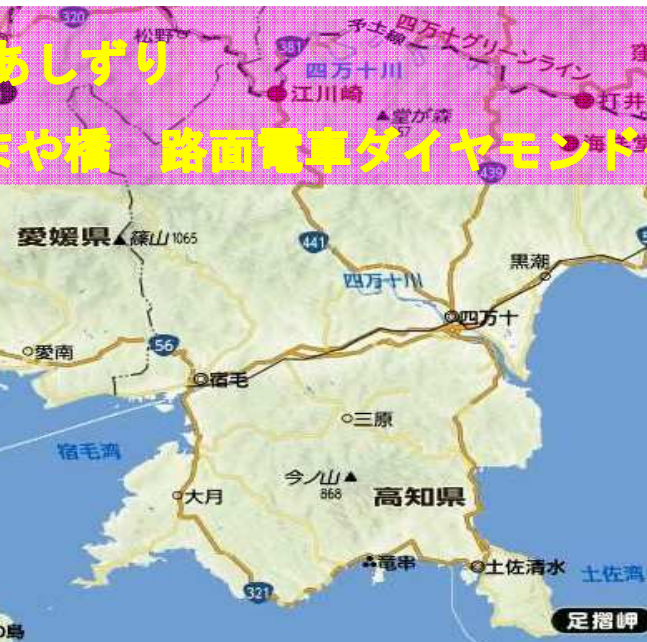 320
松野
381
予土線
四万十グリーンライン
窪
あしずり
四万十川
江川崎
打井
堂が森
まや橋 路面電車ダイヤモンド
439
愛媛県
篠山 1065
441
黒潮
四万十川
四万十
愛南
56
宿毛
三原
宿毛湾
今ノ山
868
高知県
大月
竜串
土佐清水
土佐湾
321
足摺岬
の島